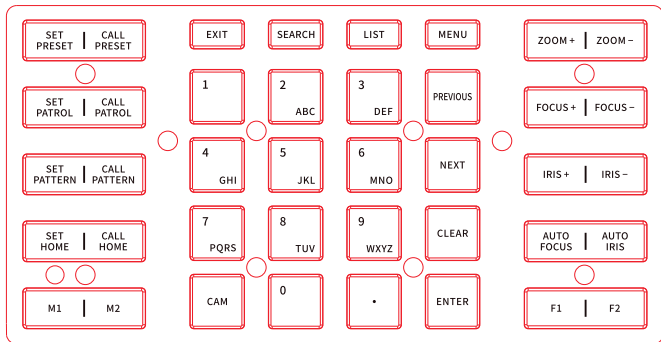 SET PRESET | CALL PRESET
EXIT
SEARCH
LIST
MENU
ZOOM + | ZOOM −
1
2 ABC
3 DEF
PREVIOUS
SET PATROL | CALL PATROL
FOCUS + | FOCUS −
4 GHI
5 JKL
6 MNO
NEXT
SET PATTERN | CALL PATTERN
IRIS + | IRIS −
7 PQRS
8 TUV
9 WXYZ
CLEAR
SET HOME | CALL HOME
AUTO FOCUS | AUTO IRIS
CAM
0
.
ENTER
M1 | M2
F1 | F2